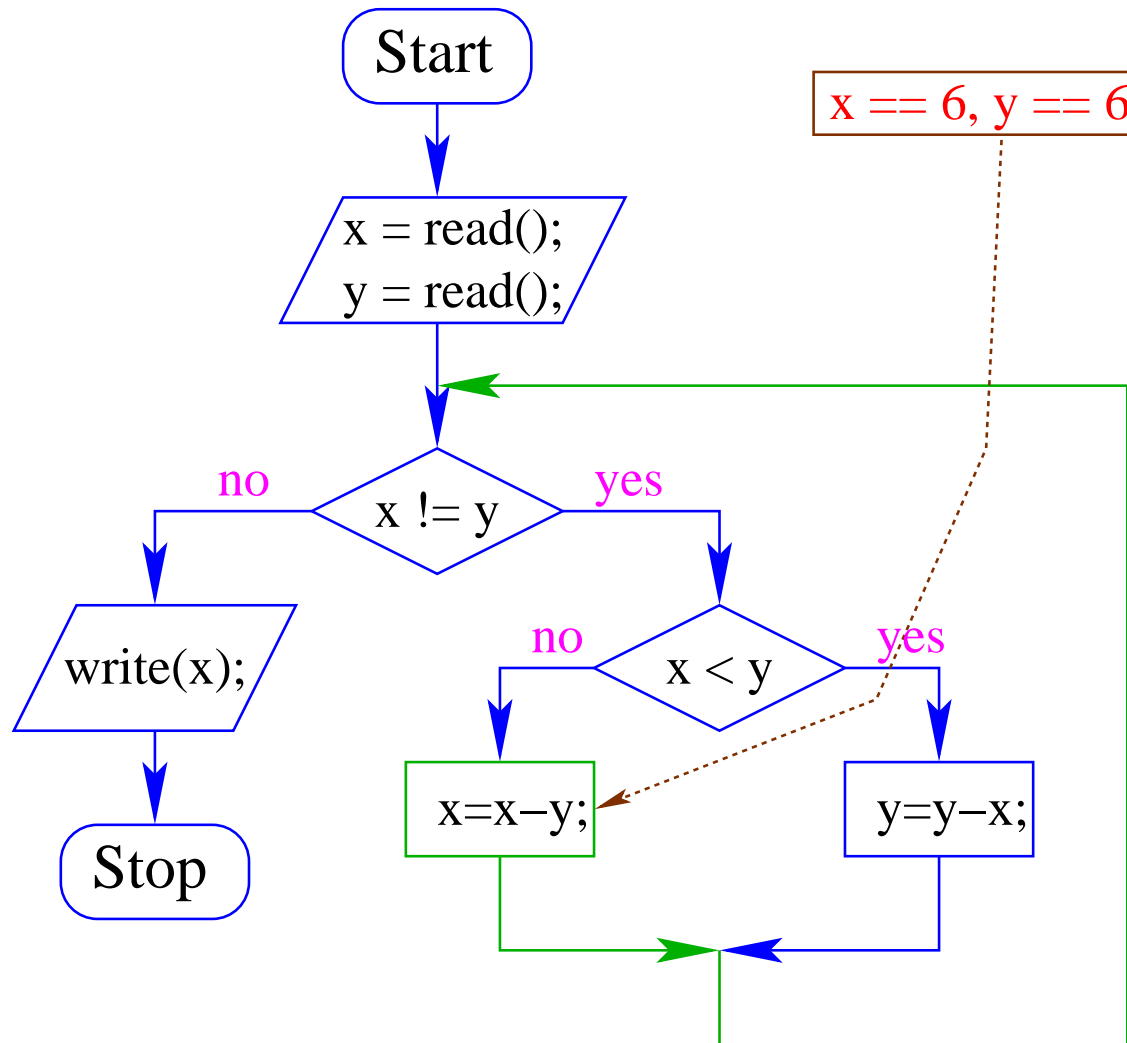 Start
x == 6, y == 6
x = read();
y = read();
no
yes
x != y
no
yes
write(x);
x < y
x=x−y;
y=y−x;
Stop